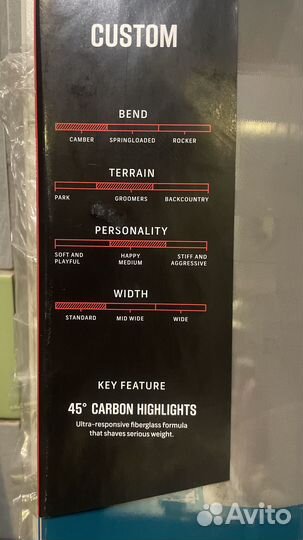 CUSTOM
BEND
CAMBER SPRINGLOADED ROCKER
TERRAIN
PARK GROOMERS BACKCOUNTRY
PERSONALITY
SOFT AND HAPPY STIFF AND
PLAYFUL MEDIUM AGGRESSIVE
WIDTH
STANDARD MID WIDE WIDE
KEY FEATURE
45° CARBON HIGHLIGHTS
Ultra-responsive fiberglass formula
that shaves serious weight.
Avito